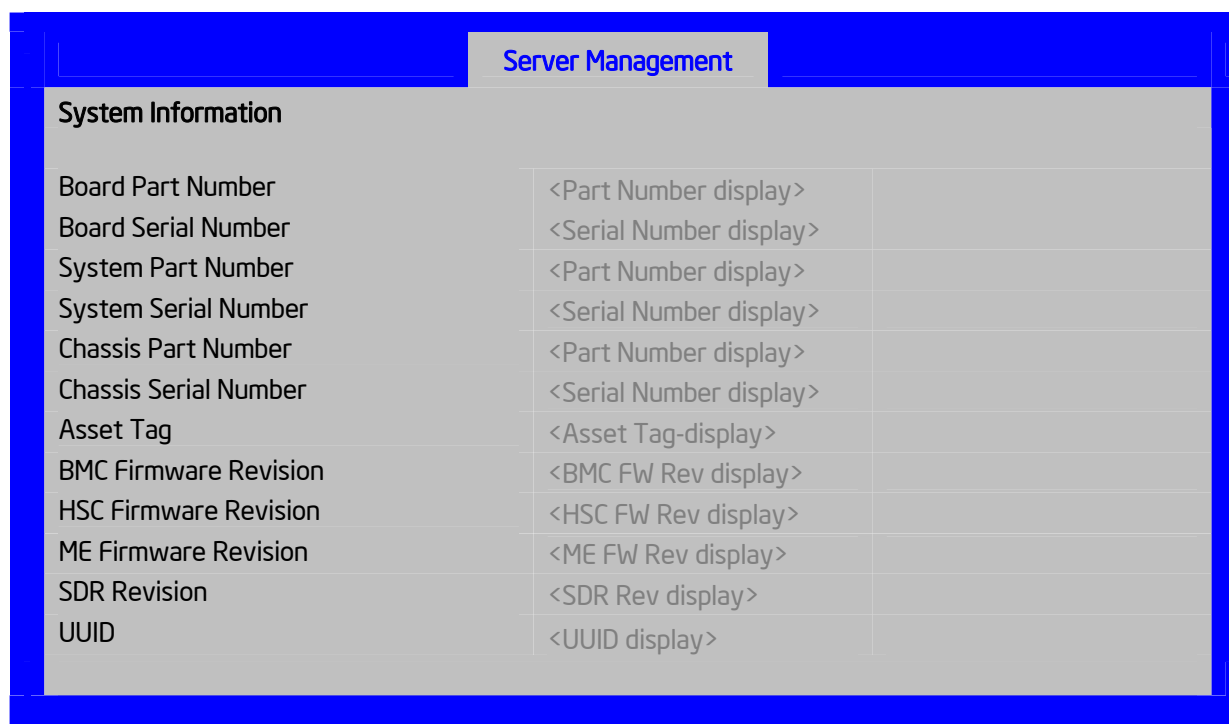 Server Management
System Information
Board Part Number <Part Number display>
Board Serial Number <Serial Number display>
System Part Number <Part Number display>
System Serial Number <Serial Number display>
Chassis Part Number <Part Number display>
Chassis Serial Number <Serial Number display>
Asset Tag <Asset Tag-display>
BMC Firmware Revision <BMC FW Rev display>
HSC Firmware Revision <HSC FW Rev display>
ME Firmware Revision <ME FW Rev display>
SDR Revision <SDR Rev display>
UUID <UUID display>